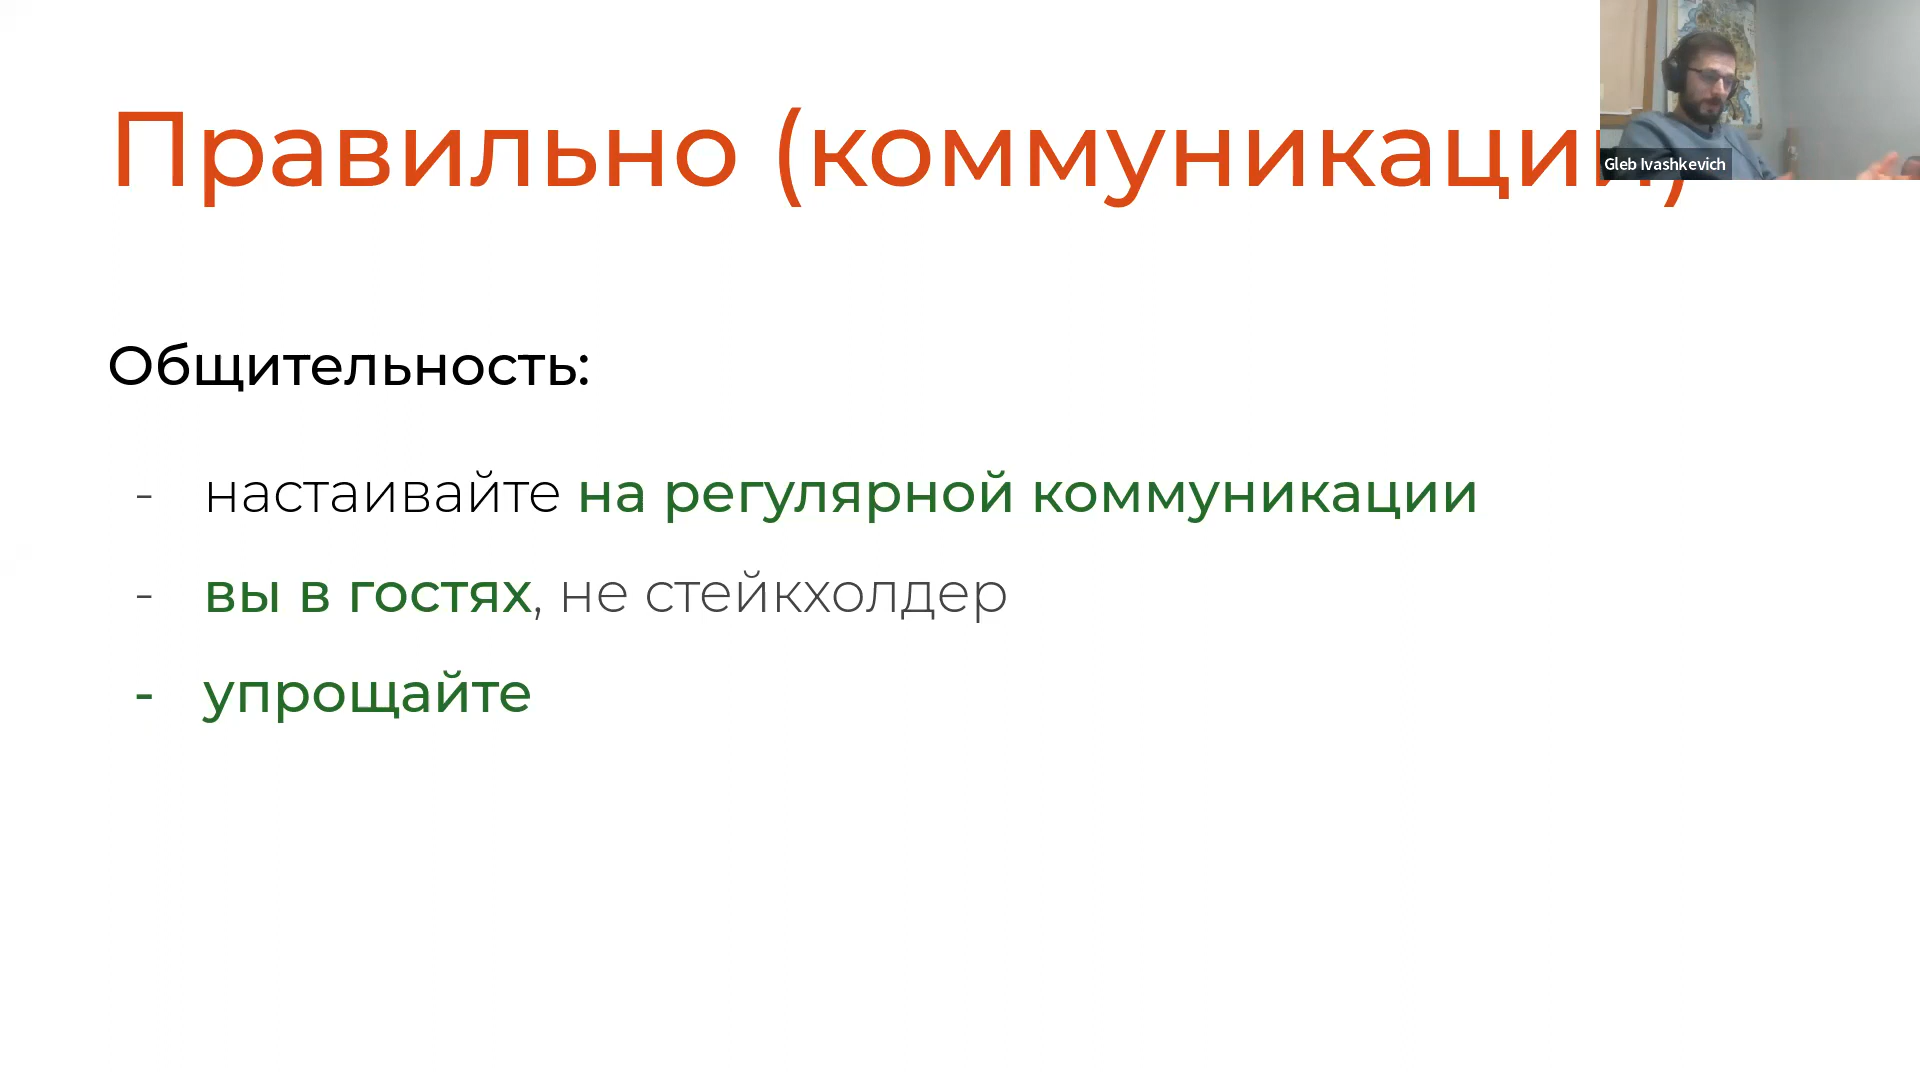 Правильно (коммуникации)
Gleb Ivashkevich
Общительность:
- настаивайте на регулярной коммуникации
- вы в гостях, не стейкхолдер
- упрощайте